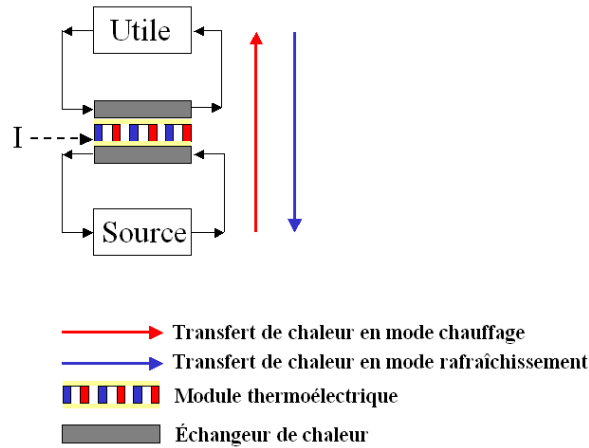 Utile
I
Source
Transfert de chaleur en mode chauffage
Transfert de chaleur en mode rafraîchissement
Module thermoélectrique
Échangeur de chaleur